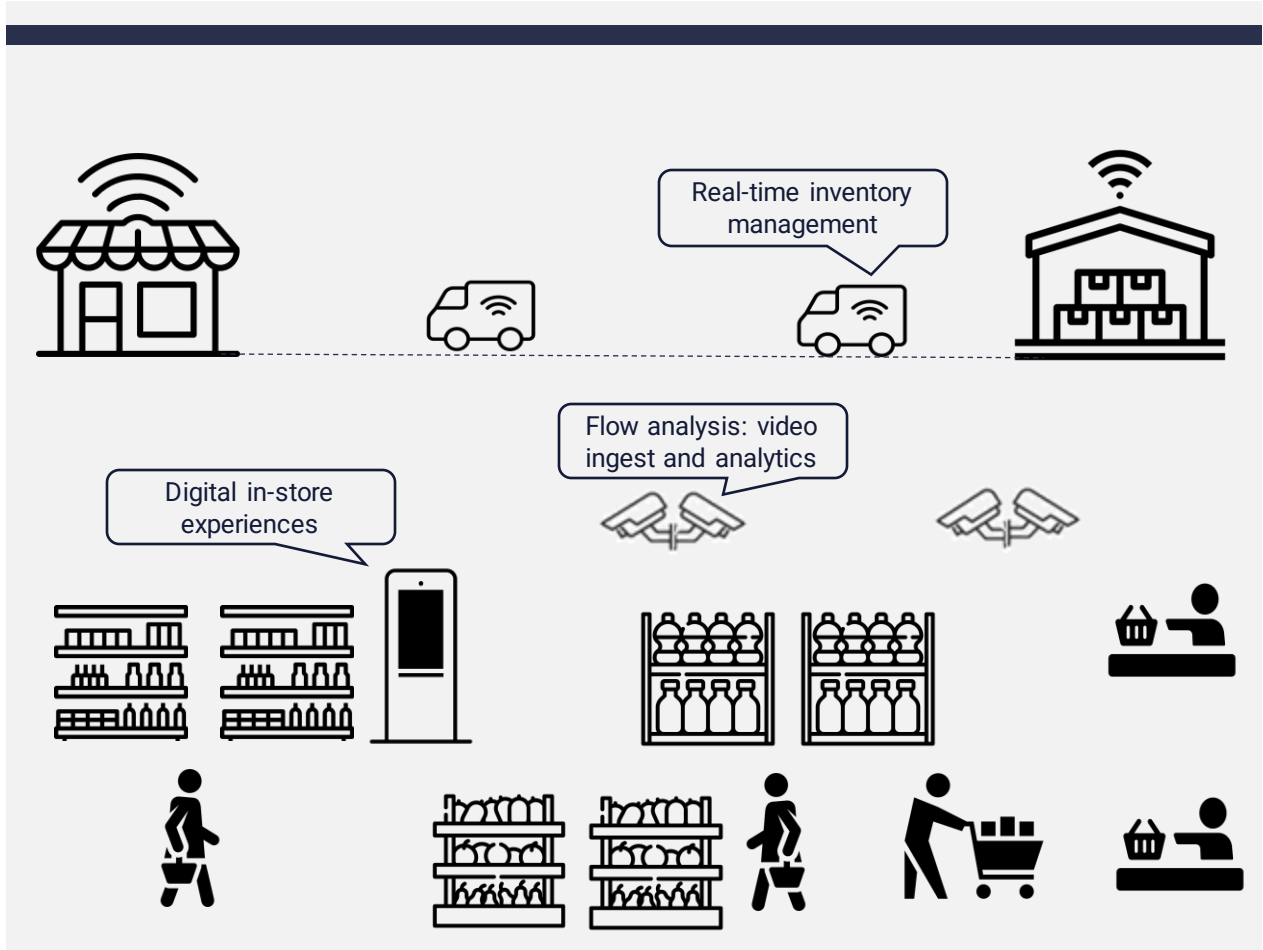 Real-time inventory
management
Flow analysis: video
ingest and analytics
Digital in-store
experiences